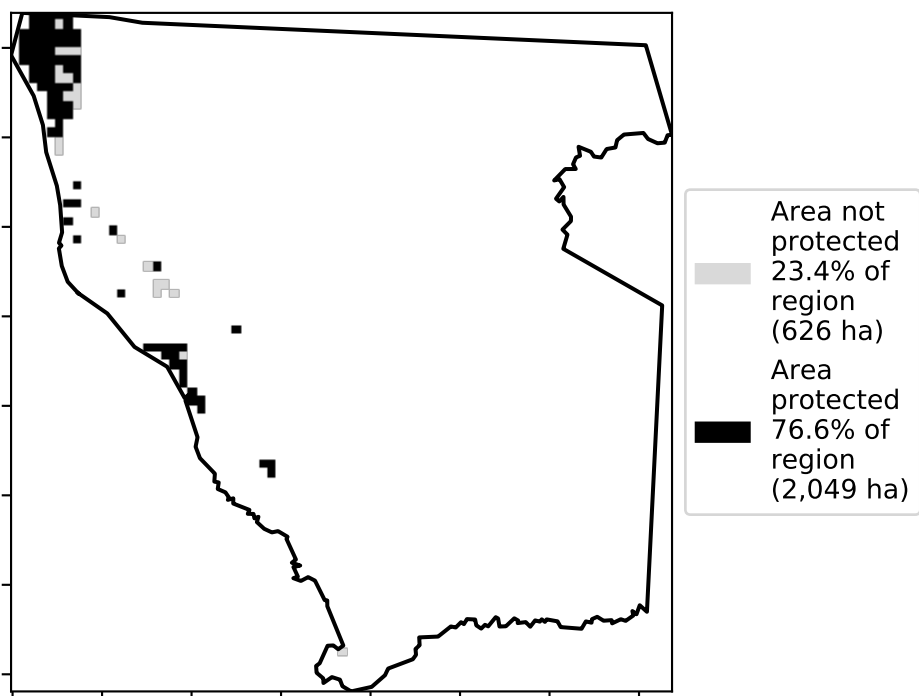 Area not
protected
23.4% of
region
(626 ha)
Area
protected
76.6% of
region
(2,049 ha)